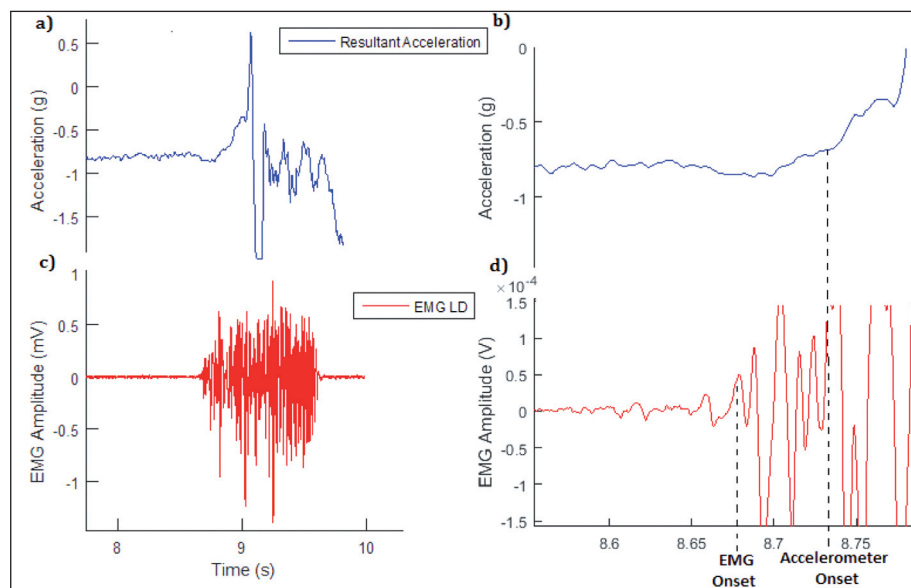 a)
Resultant Acceleration
0.5
0
-0.5
-1
-1.5
Acceleration (g)
b)
0
-0.5
-1
Acceleration (g)
c)
EMG LD
1
0.5
0
-0.5
-1
EMG Amplitude (mV)
8
9
10
Time (s)
d)
× 10⁻⁴
1.5
1
0.5
0
-0.5
-1
-1.5
EMG Amplitude (V)
8.6
8.65
8.7
8.75
EMG
Onset
Accelerometer
Onset